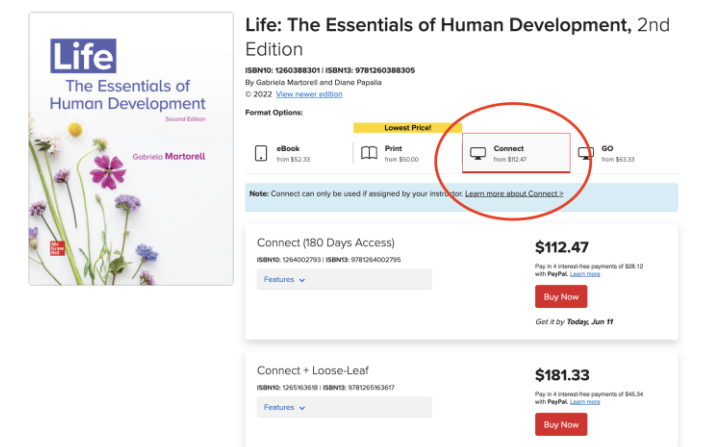 Life: The Essentials of Human Development, 2nd
Edition
ISBN10: 1260388301 | ISBN13: 9781260388305
By Gabriela Martorell and Diane Papalia
© 2022 View newer edition
Format Options:
Life
The Essentials of
Human Development
Second Edition
Gabriela Martorell
Mc
Graw
Hill
Lowest Price!
eBook
from $52.33
Print
from $50.00
Connect
from $112.47
GO
from $63.33
Note: Connect can only be used if assigned by your instructor. Learn more about Connect >
Connect (180 Days Access)
ISBN10: 1264002793 | ISBN13: 9781264002795
Features
$112.47
Pay in 4 interest-free payments of $28.12
with PayPal. Learn more
Buy Now
Get it by Today, Jun 11
Connect + Loose-Leaf
ISBN10: 1265163618 | ISBN13: 9781265163617
Features
$181.33
Pay in 4 interest-free payments of $45.34
with PayPal. Learn more
Buy Now